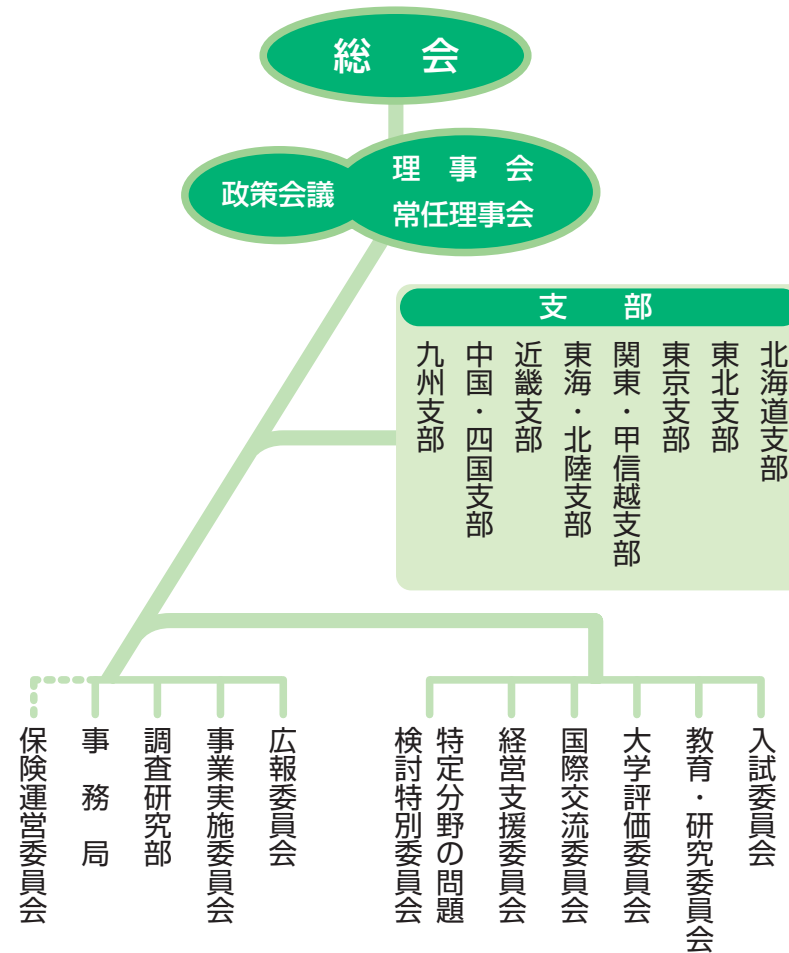 総　会
政策会議
理　事　会
常任理事会
支　部
北海道支部
東北支部
東京支部
関東・甲信越支部
東海・北陸支部
近畿支部
中国・四国支部
九州支部
入試委員会
教育・研究委員会
大学評価委員会
国際交流委員会
経営支援委員会
特定分野の問題
検討特別委員会
広報委員会
事業実施委員会
調査研究部
事　務　局
保険運営委員会